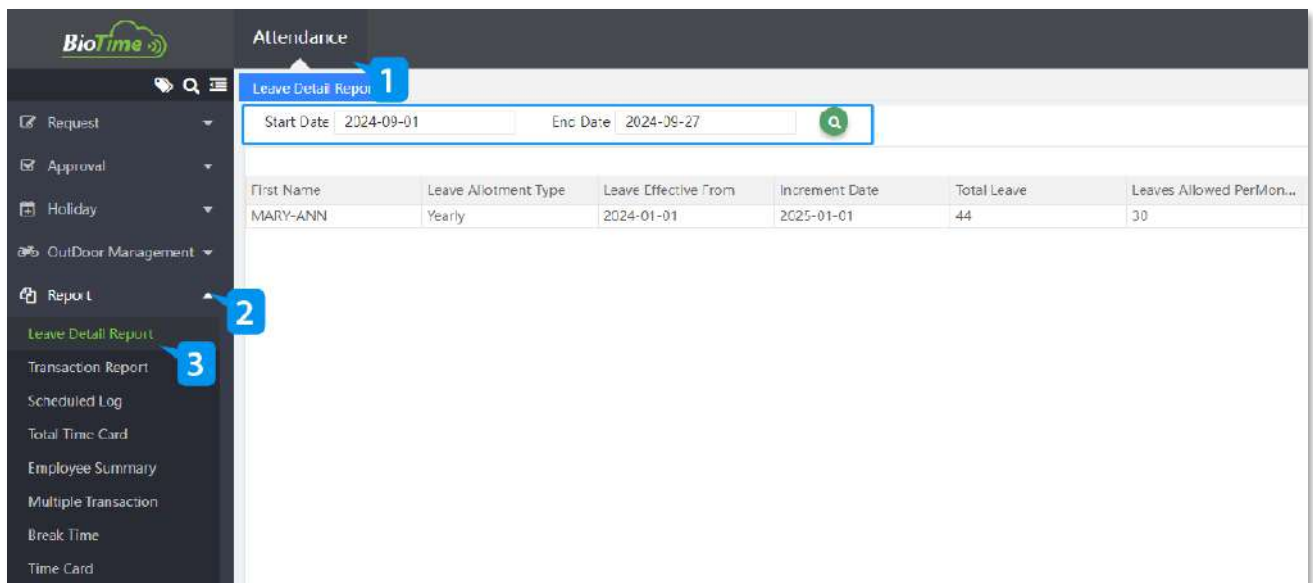 BioTime
Attendance
1
Leave Detail Repor
Start Date 2024-09-01 End Date 2024-09-27
First Name Leave Allotment Type Leave Effective From Increment Date Total Leave Leaves Allowed PerMon...
MARY-ANN Yearly 2024-01-01 2025-01-01 44 30
Request
Approval
Holiday
OutDoor Management
Report
2
Leave Detail Report
3
Transaction Report
Scheduled Log
Total Time Card
Employee Summary
Multiple Transaction
Break Time
Time Card